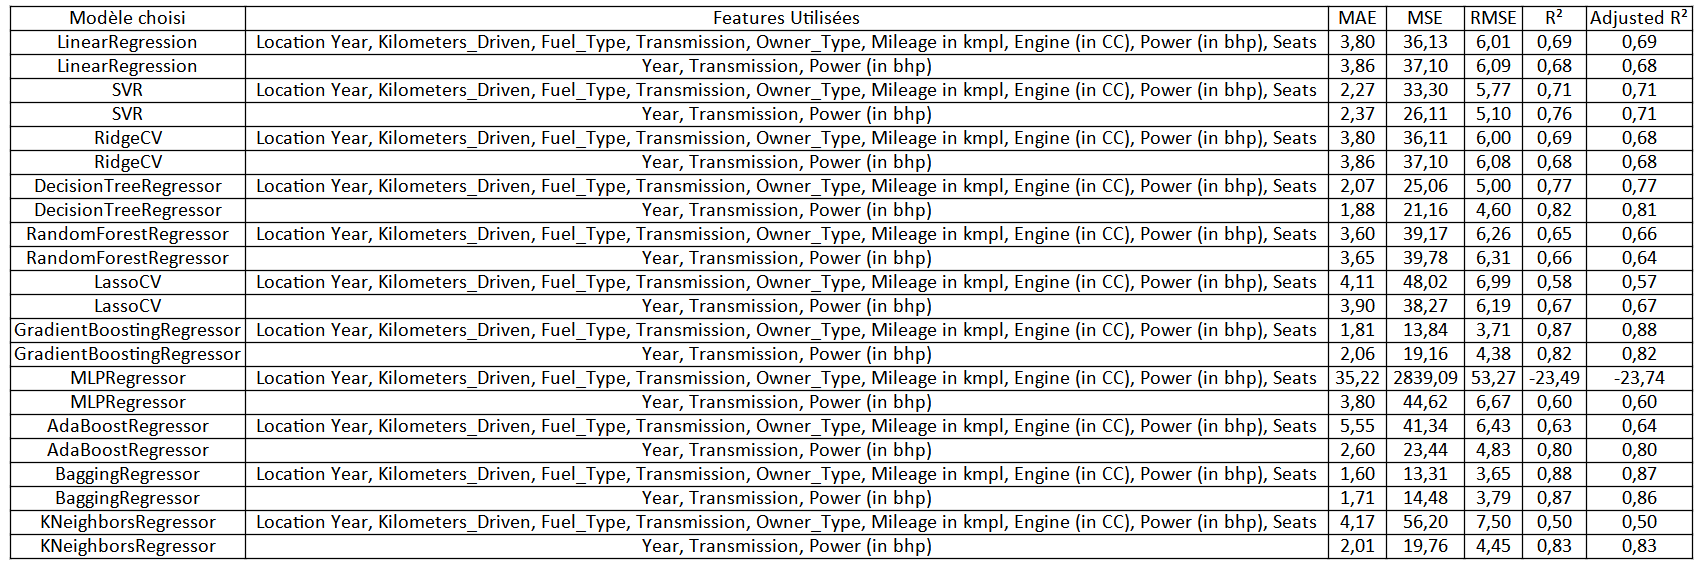 Modèle choisi Features Utilisées MAE MSE RMSE R² Adjusted R²
LinearRegression Location Year, Kilometers_Driven, Fuel_Type, Transmission, Owner_Type, Mileage in kmpl, Engine (in CC), Power (in bhp), Seats 3,80 36,13 6,01 0,69 0,69
LinearRegression Year, Transmission, Power (in bhp) 3,86 37,10 6,09 0,68 0,68
SVR Location Year, Kilometers_Driven, Fuel_Type, Transmission, Owner_Type, Mileage in kmpl, Engine (in CC), Power (in bhp), Seats 2,27 33,30 5,77 0,71 0,71
SVR Year, Transmission, Power (in bhp) 2,37 26,11 5,10 0,76 0,71
RidgeCV Location Year, Kilometers_Driven, Fuel_Type, Transmission, Owner_Type, Mileage in kmpl, Engine (in CC), Power (in bhp), Seats 3,80 36,11 6,00 0,69 0,68
RidgeCV Year, Transmission, Power (in bhp) 3,86 37,10 6,08 0,68 0,68
DecisionTreeRegressor Location Year, Kilometers_Driven, Fuel_Type, Transmission, Owner_Type, Mileage in kmpl, Engine (in CC), Power (in bhp), Seats 2,07 25,06 5,00 0,77 0,77
DecisionTreeRegressor Year, Transmission, Power (in bhp) 1,88 21,16 4,60 0,82 0,81
RandomForestRegressor Location Year, Kilometers_Driven, Fuel_Type, Transmission, Owner_Type, Mileage in kmpl, Engine (in CC), Power (in bhp), Seats 3,60 39,17 6,26 0,65 0,66
RandomForestRegressor Year, Transmission, Power (in bhp) 3,65 39,78 6,31 0,66 0,64
LassoCV Location Year, Kilometers_Driven, Fuel_Type, Transmission, Owner_Type, Mileage in kmpl, Engine (in CC), Power (in bhp), Seats 4,11 48,02 6,99 0,58 0,57
LassoCV Year, Transmission, Power (in bhp) 3,90 38,27 6,19 0,67 0,67
GradientBoostingRegressor Location Year, Kilometers_Driven, Fuel_Type, Transmission, Owner_Type, Mileage in kmpl, Engine (in CC), Power (in bhp), Seats 1,81 13,84 3,71 0,87 0,88
GradientBoostingRegressor Year, Transmission, Power (in bhp) 2,06 19,16 4,38 0,82 0,82
MLPRegressor Location Year, Kilometers_Driven, Fuel_Type, Transmission, Owner_Type, Mileage in kmpl, Engine (in CC), Power (in bhp), Seats 35,22 2839,09 53,27 -23,49 -23,74
MLPRegressor Year, Transmission, Power (in bhp) 3,80 44,62 6,67 0,60 0,60
AdaBoostRegressor Location Year, Kilometers_Driven, Fuel_Type, Transmission, Owner_Type, Mileage in kmpl, Engine (in CC), Power (in bhp), Seats 5,55 41,34 6,43 0,63 0,64
AdaBoostRegressor Year, Transmission, Power (in bhp) 2,60 23,44 4,83 0,80 0,80
BaggingRegressor Location Year, Kilometers_Driven, Fuel_Type, Transmission, Owner_Type, Mileage in kmpl, Engine (in CC), Power (in bhp), Seats 1,60 13,31 3,65 0,88 0,87
BaggingRegressor Year, Transmission, Power (in bhp) 1,71 14,48 3,79 0,87 0,86
KNeighborsRegressor Location Year, Kilometers_Driven, Fuel_Type, Transmission, Owner_Type, Mileage in kmpl, Engine (in CC), Power (in bhp), Seats 4,17 56,20 7,50 0,50 0,50
KNeighborsRegressor Year, Transmission, Power (in bhp) 2,01 19,76 4,45 0,83 0,83